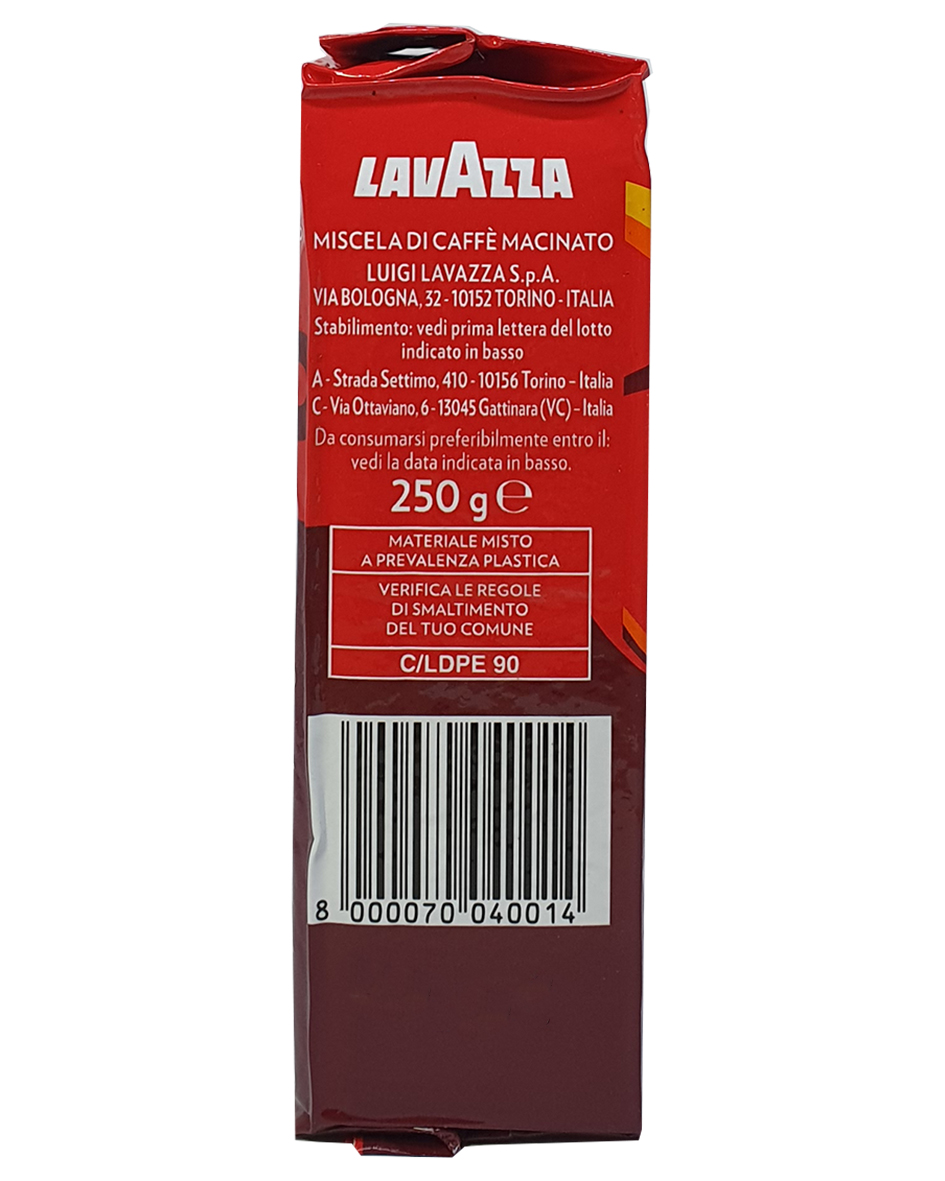 LAVAZZA
MISCELA DI CAFFÈ MACINATO
LUIGI LAVAZZA S.p.A.
VIA BOLOGNA, 32 - 10152 TORINO - ITALIA
Stabilimento: vedi prima lettera del lotto
indicato in basso
A - Strada Settimo, 410 - 10156 Torino – Italia
C - Via Ottaviano, 6 - 13045 Gattinara (VC) – Italia
Da consumarsi preferibilmente entro il:
vedi la data indicata in basso.
250 g ℮
MATERIALE MISTO
A PREVALENZA PLASTICA
VERIFICA LE REGOLE
DI SMALTIMENTO
DEL TUO COMUNE
C/LDPE 90
8 000070 040014